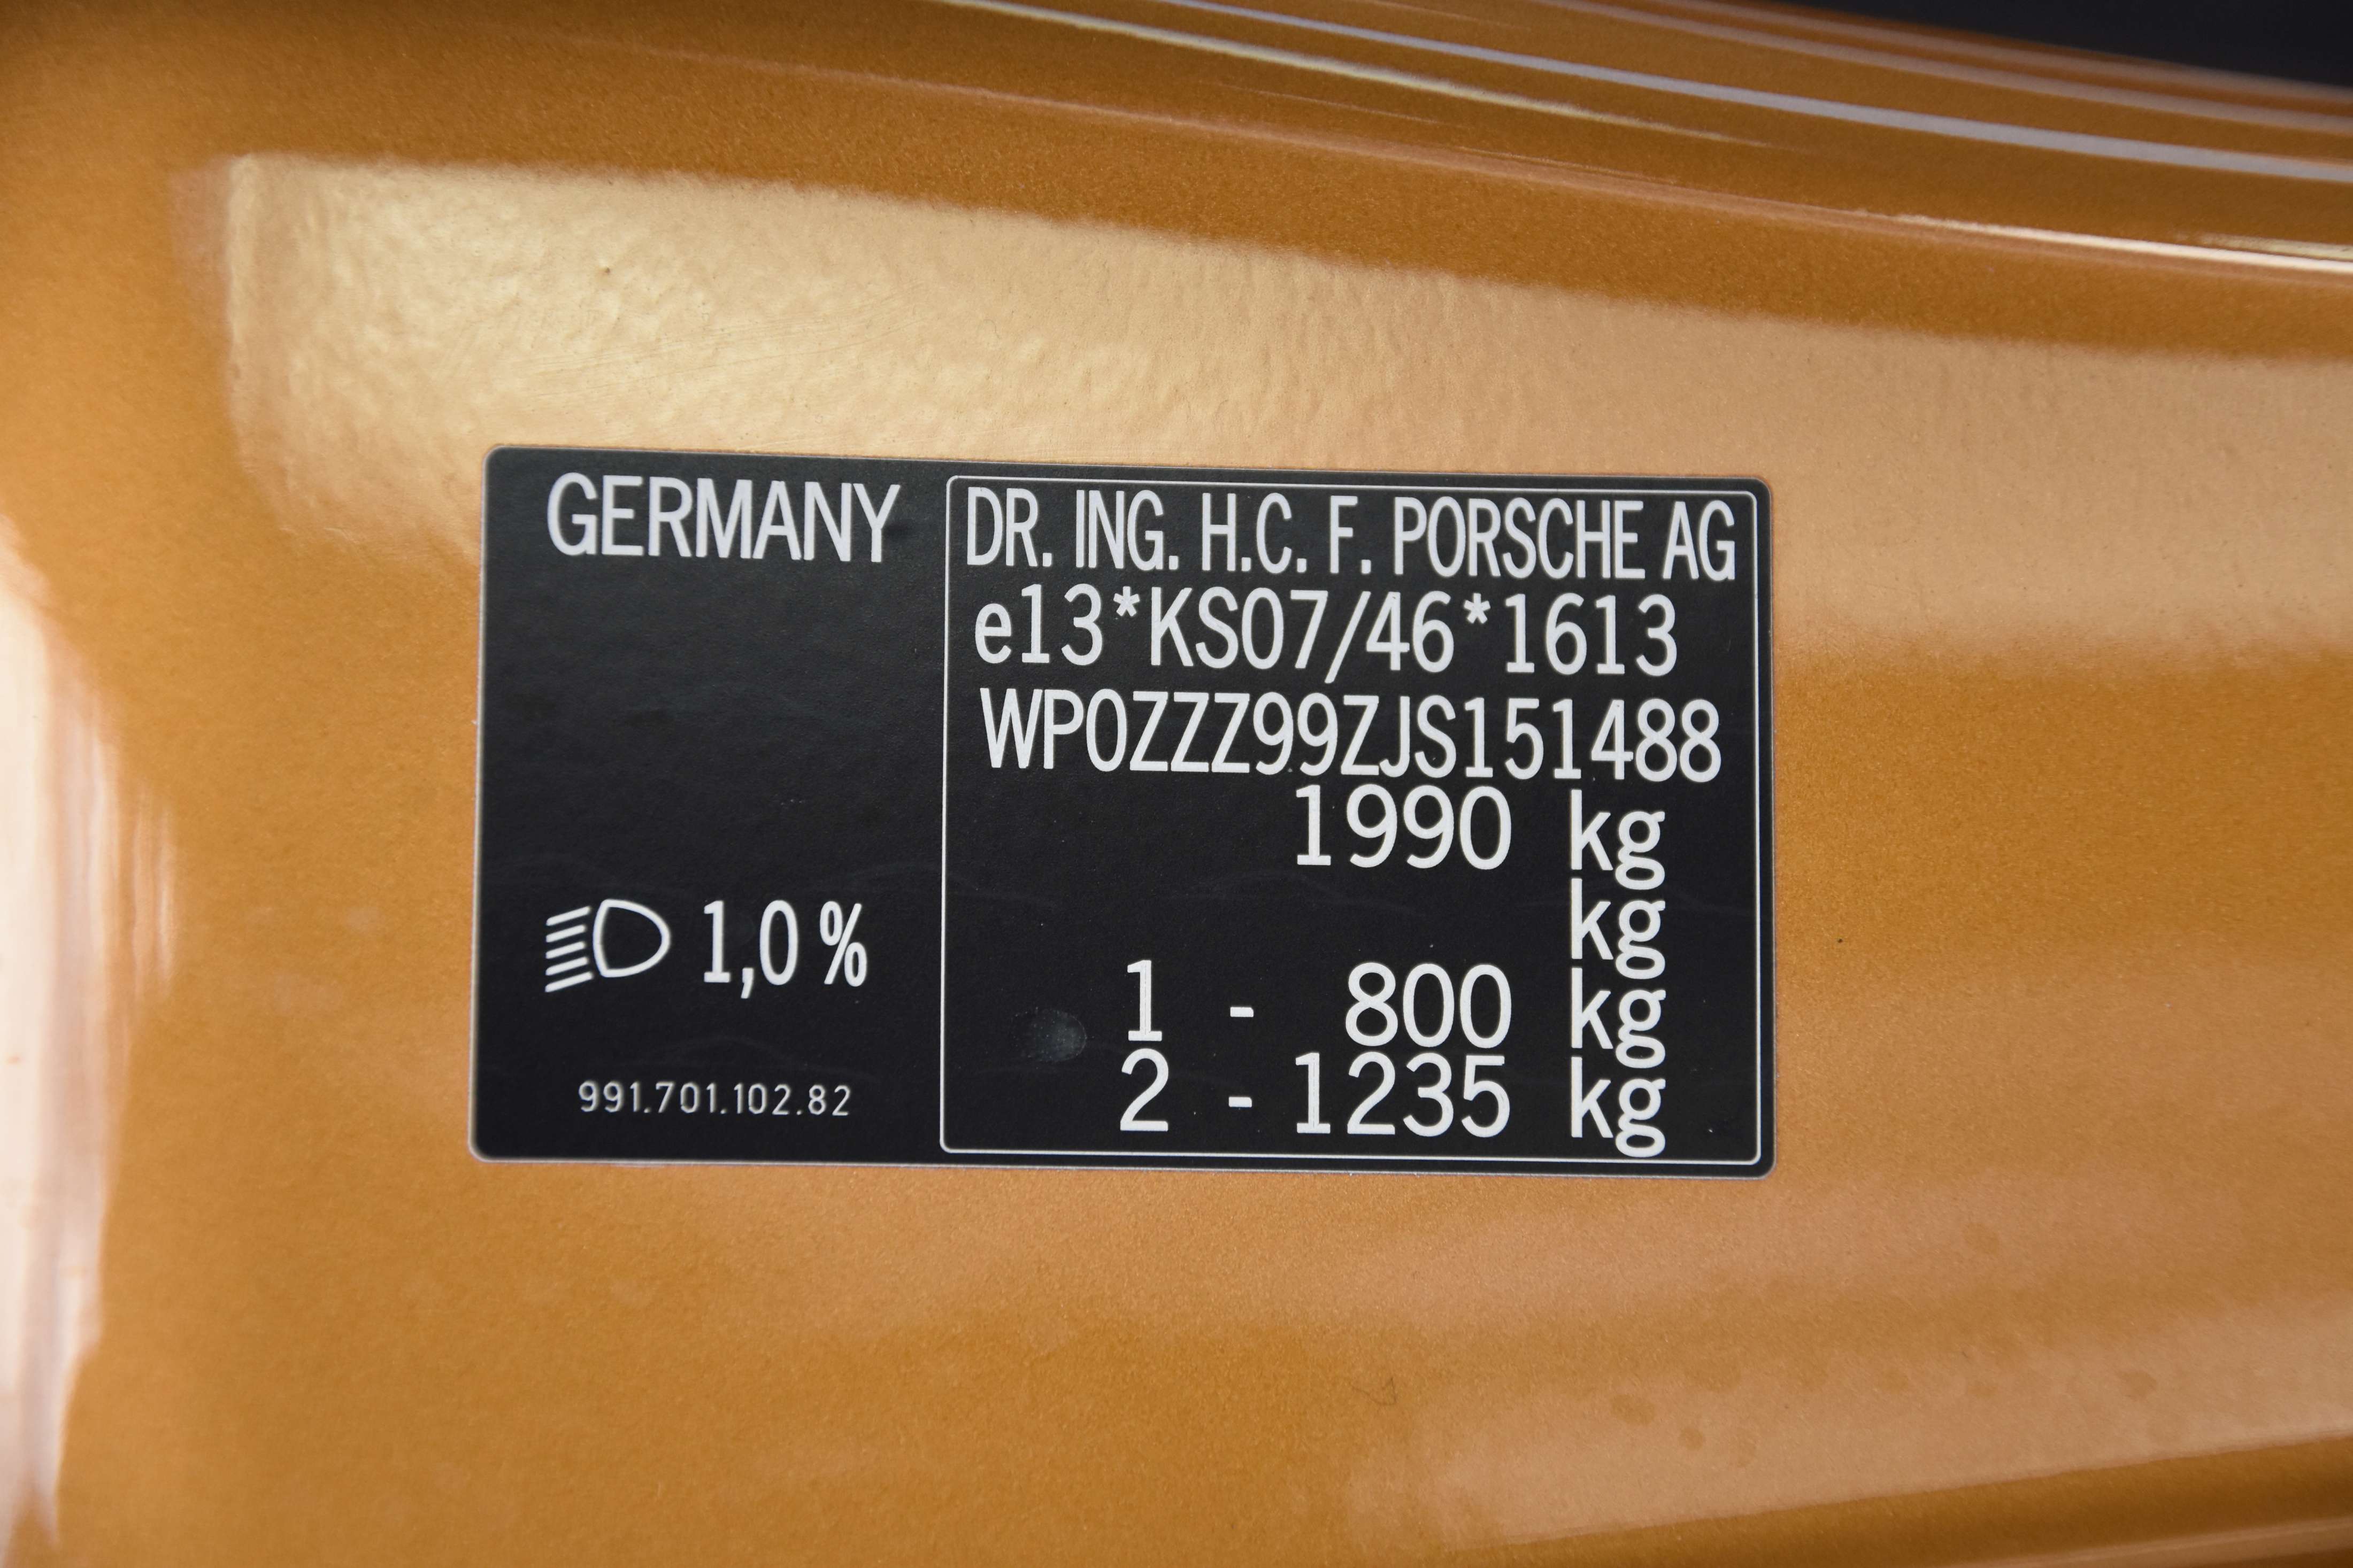 GERMANY
1,0 %
991.701.102.82
DR. ING. H.C. F. PORSCHE AG
e13*KS07/46*1613
WP0ZZZ99ZJS151488
1990 kg
kg
1 - 800 kg
2 - 1235 kg